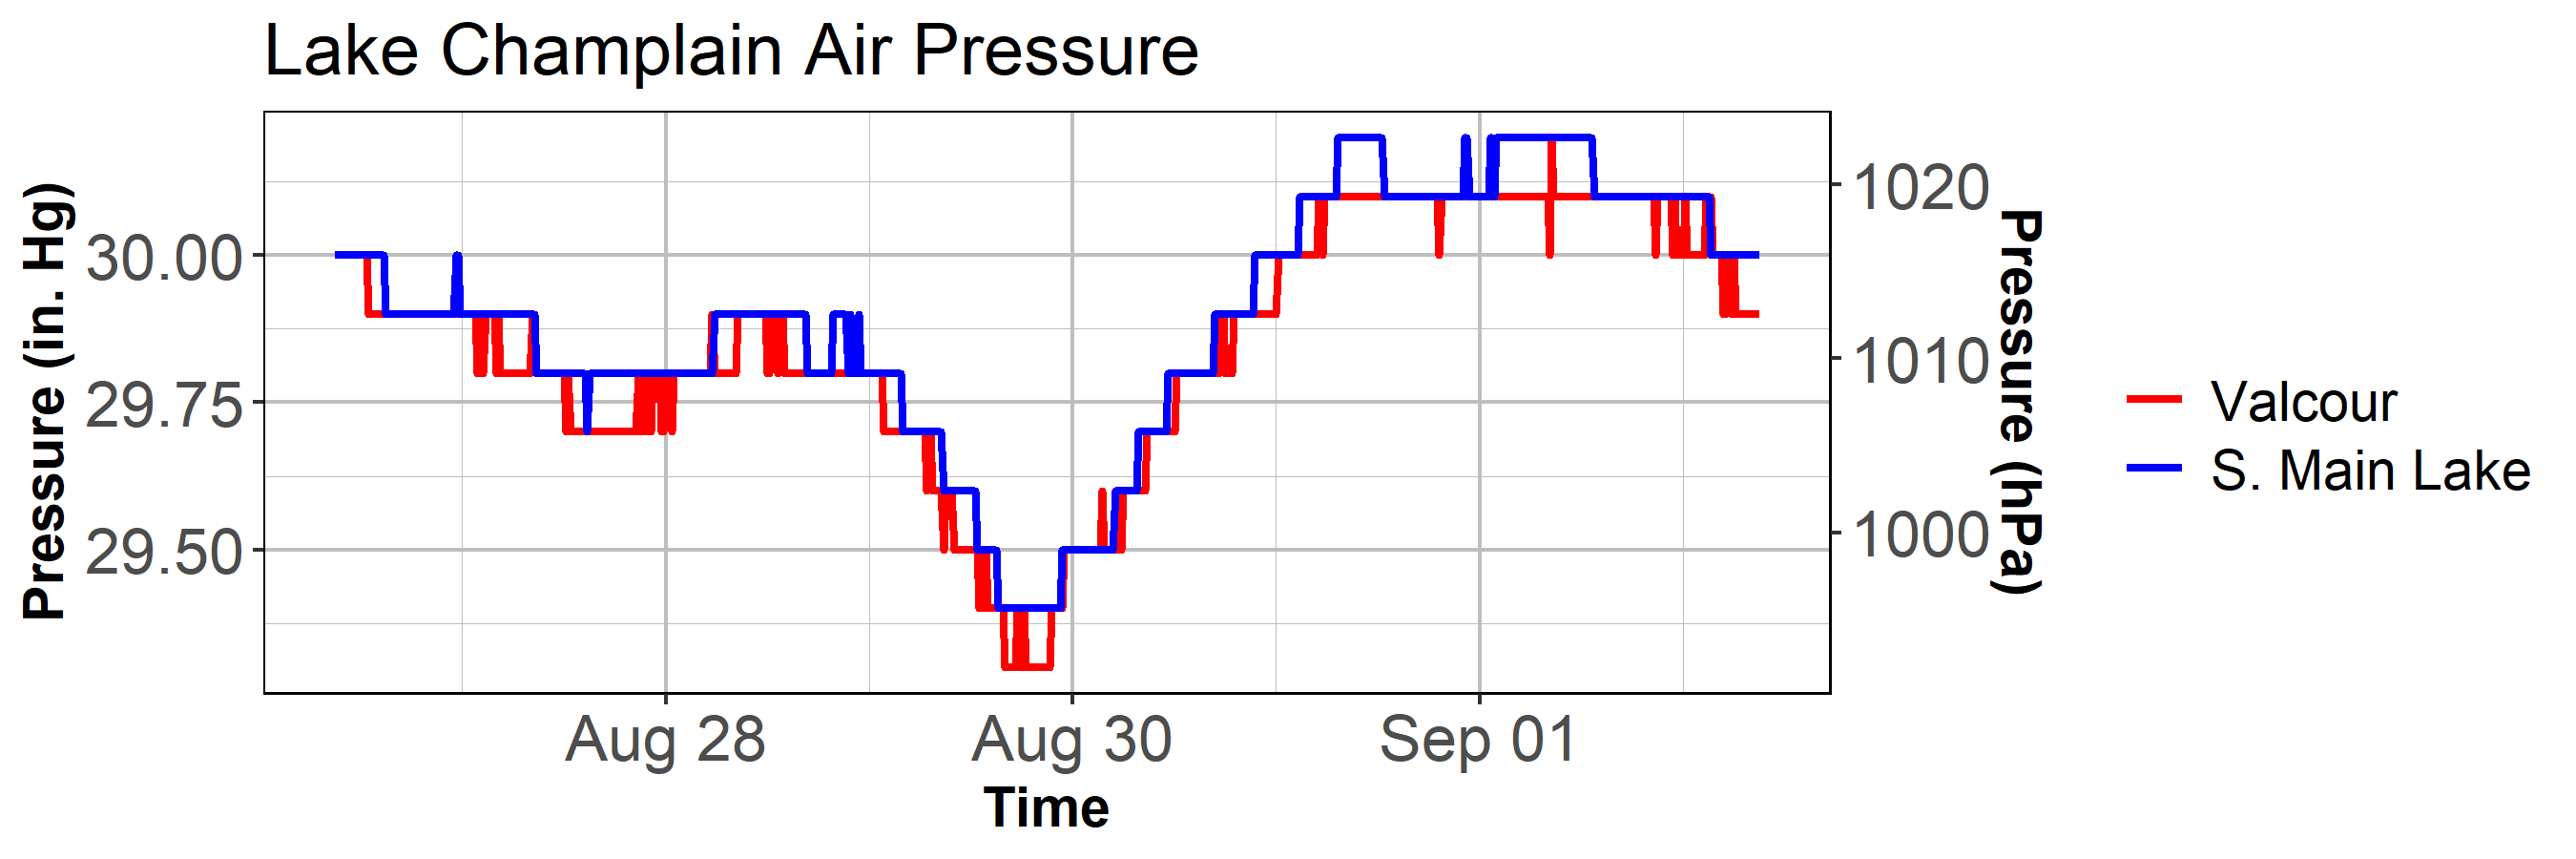 Lake Champlain Air Pressure
Pressure (in. Hg)
30.00
29.75
29.50
1020
1010
1000
Pressure (hPa)
Valcour
S. Main Lake
Aug 28
Aug 30
Sep 01
Time